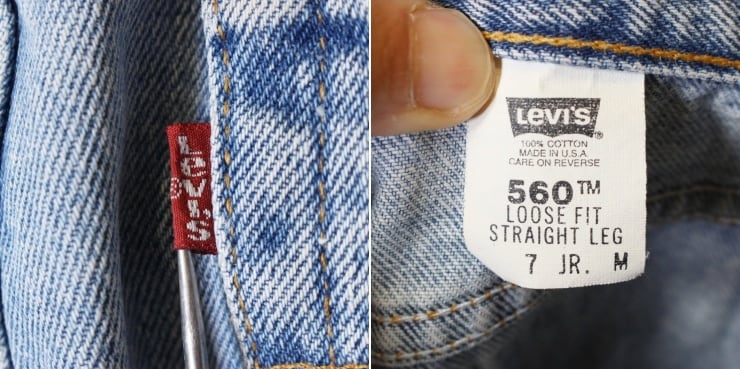 Levi's
®
LEVI'S
®
100% COTTON
MADE IN U.S.A.
CARE ON REVERSE
560™
LOOSE FIT
STRAIGHT LEG
7 JR. M